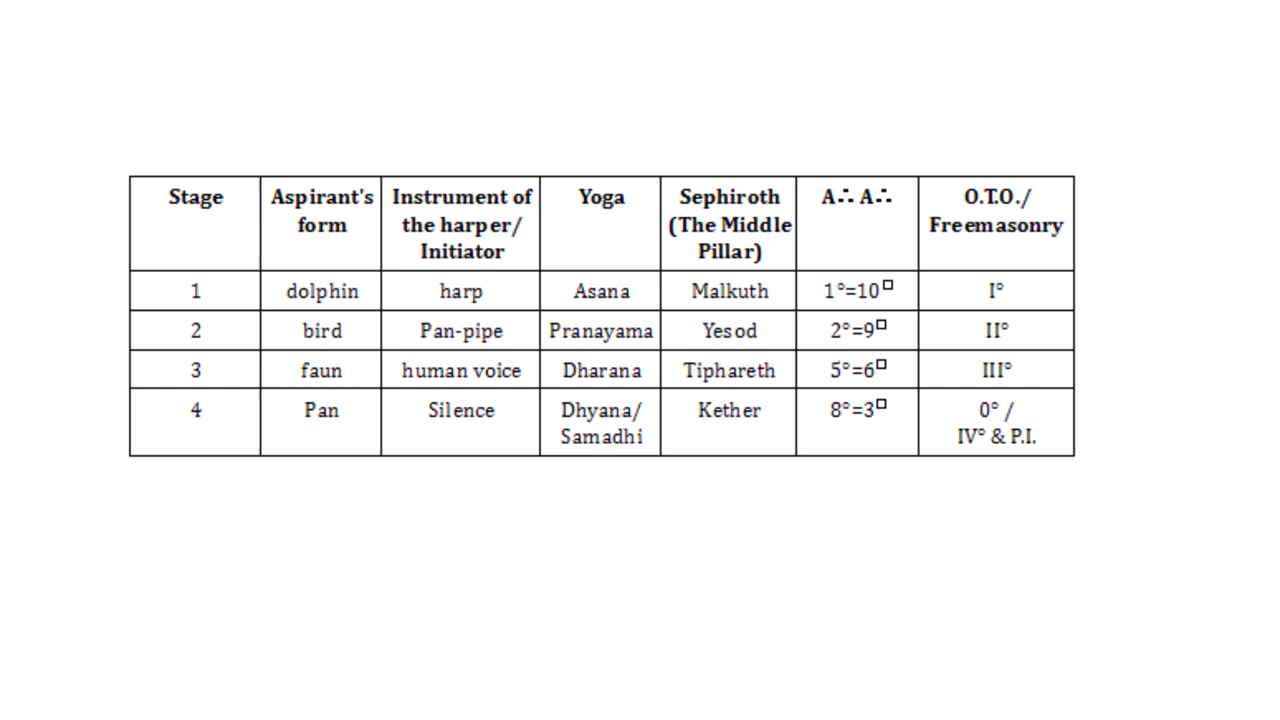 Stage Aspirant's form Instrument of the harper/ Initiator Yoga Sephiroth (The Middle Pillar) A∴ A∴ O.T.O./ Freemasonry
1 dolphin harp Asana Malkuth 1°=10□ I°
2 bird Pan-pipe Pranayama Yesod 2°=9□ II°
3 faun human voice Dharana Tiphareth 5°=6□ III°
4 Pan Silence Dhyana/ Samadhi Kether 8°=3□ 0° / IV° & P.I.